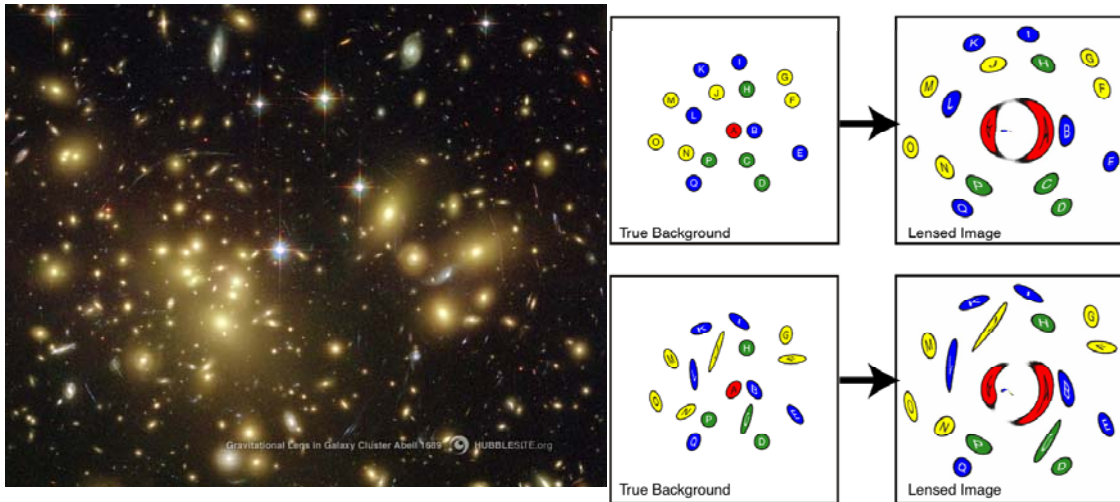 Gravitational Lens in Galaxy Cluster Abell 1689 HUBBLESITE.org
I
K
G
J H
M F
L
A B
O
N E
P C
Q D
True Background
I
K
J H G
M F
L
B
O
N
P C
Q D
Lensed Image
K I
G
H
M
A B
O N
P E
Q D
True Background
I
K
H G
M
B
N E
P
Q D
Lensed Image